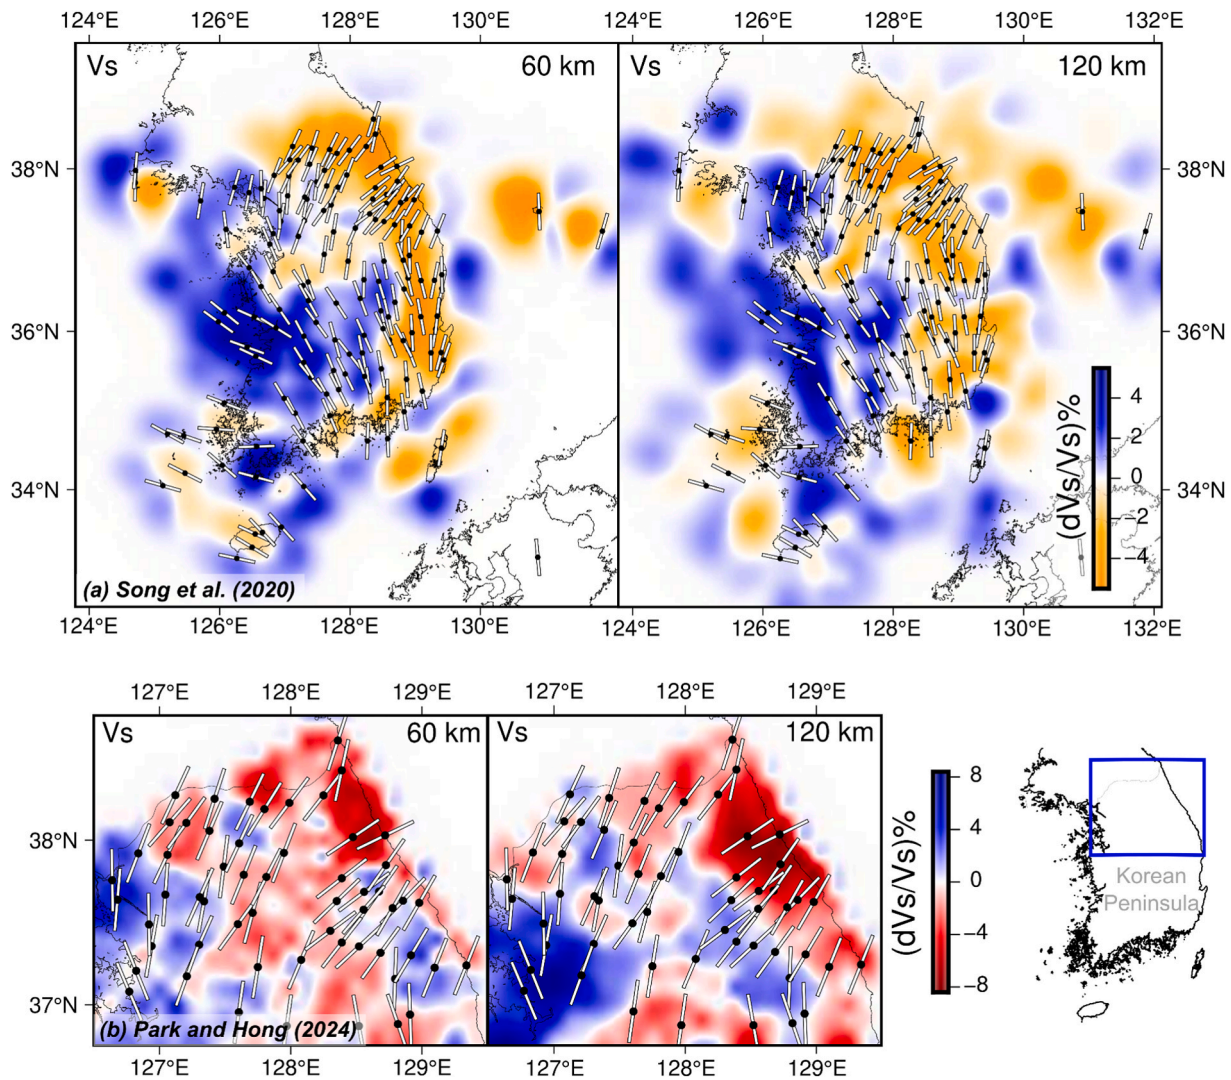 124°E 126°E 128°E 130°E 124°E 126°E 128°E 130°E 132°E
Vs 60 km Vs 120 km
38°N 38°N
36°N 36°N
34°N 34°N
(dVs/Vs)%
4
2
0
−2
−4
(a) Song et al. (2020)
124°E 126°E 128°E 130°E 124°E 126°E 128°E 130°E 132°E
127°E 128°E 129°E 127°E 128°E 129°E
Vs 60 km Vs 120 km
38°N
37°N
(dVs/Vs)%
8
4
0
−4
−8
Korean
Peninsula
(b) Park and Hong (2024)
127°E 128°E 129°E 127°E 128°E 129°E